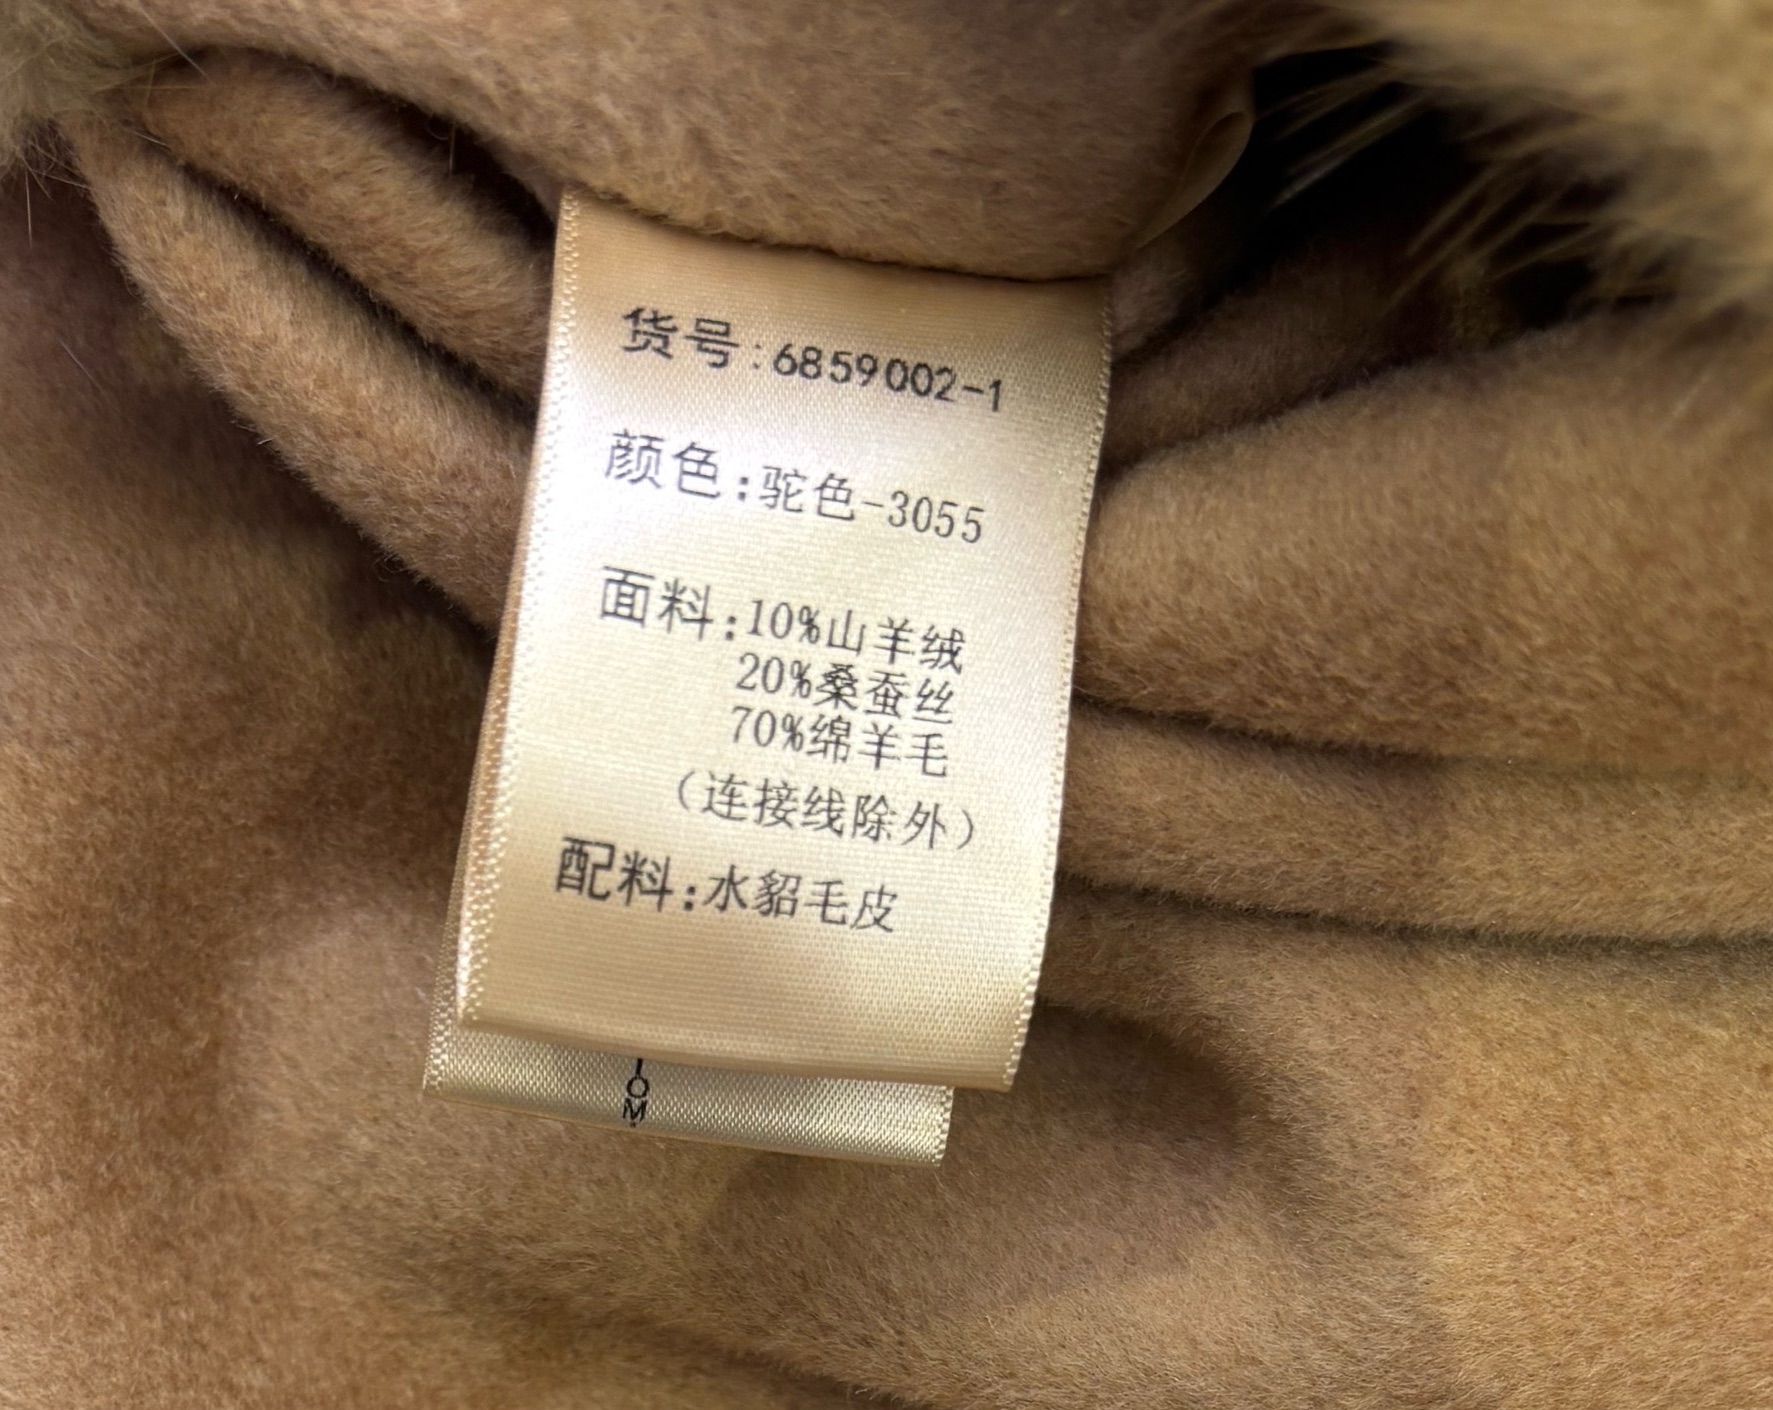 货号:6859002-1
颜色:驼色-3055
面料:10%山羊绒
20%桑蚕丝
70%绵羊毛
（连接线除外）
配料:水貂毛皮
IOM